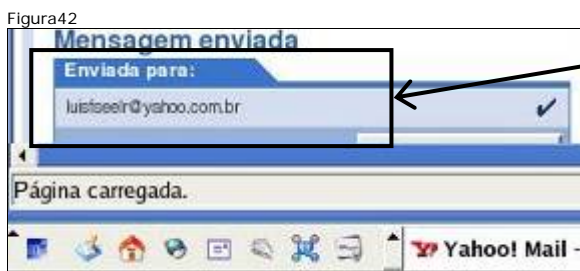 Figura42
Mensagem enviada
Enviada para:
luisfseelr@yahoo.com.br
Página carregada.
Yahoo! Mail -